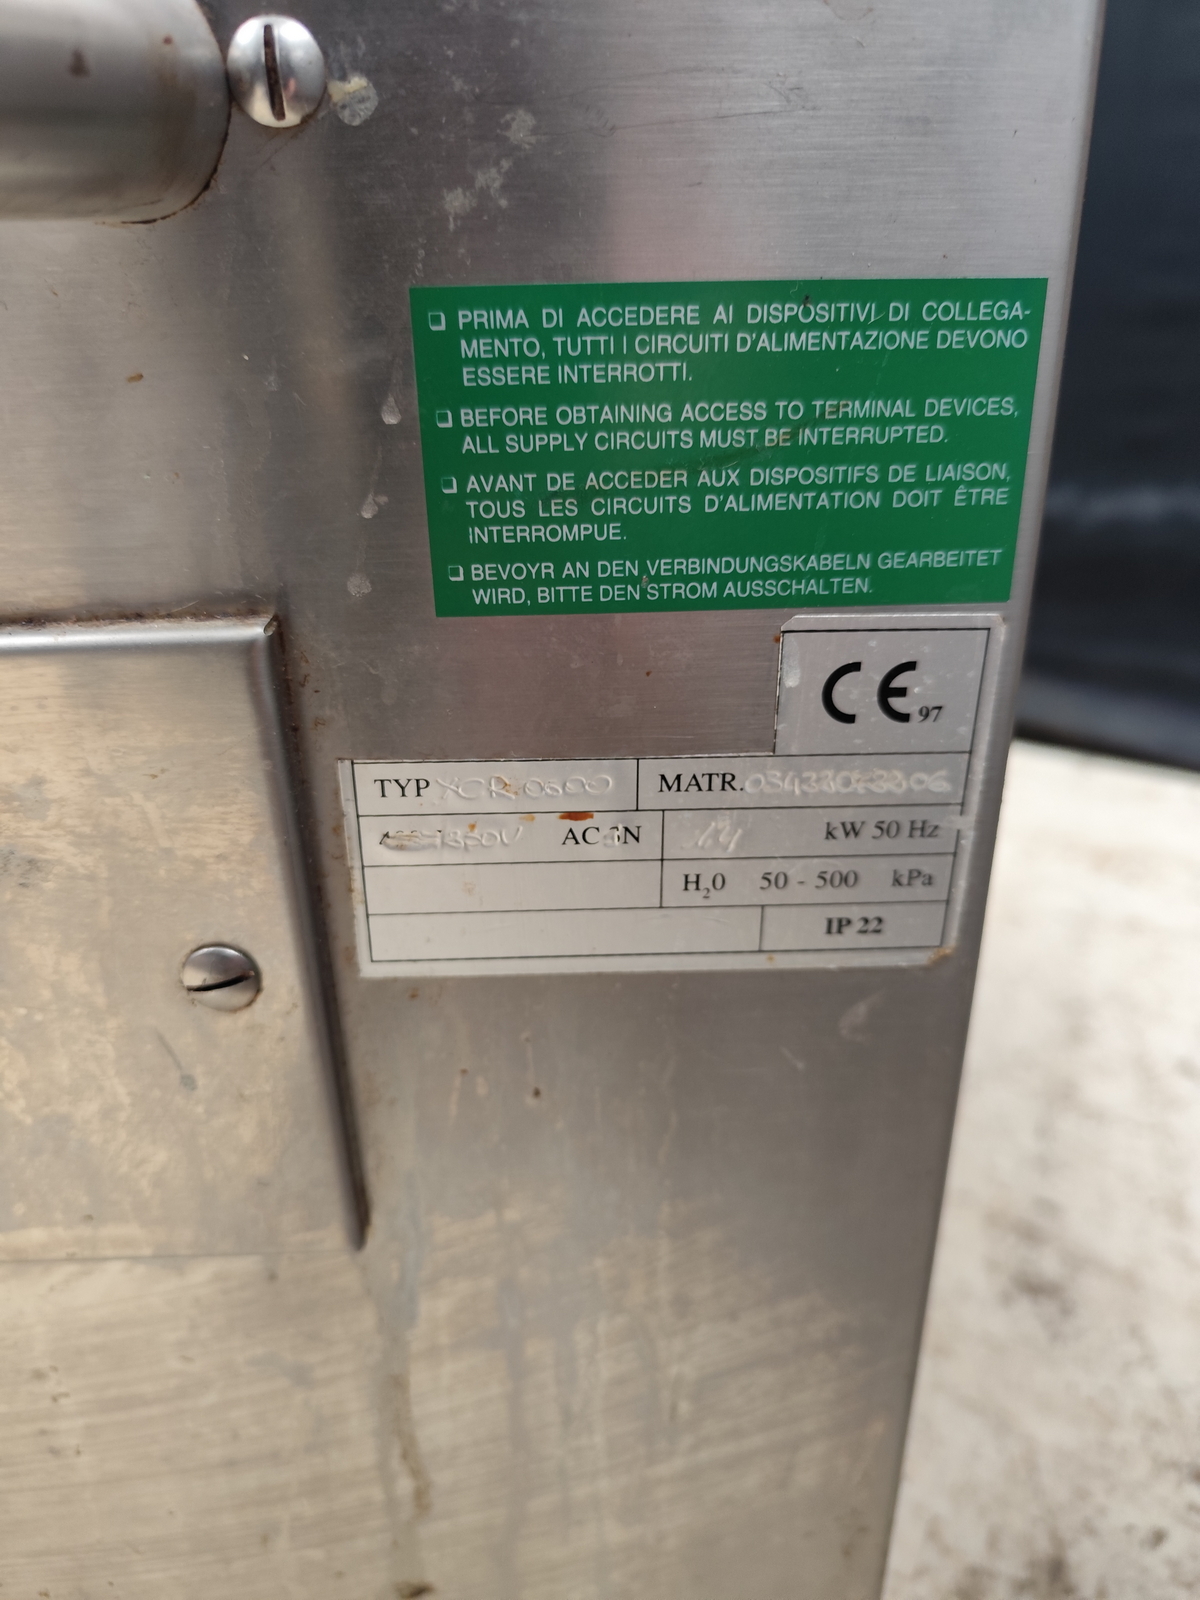 ❑ PRIMA DI ACCEDERE AI DISPOSITIVI DI COLLEGA-
MENTO, TUTTI I CIRCUITI D'ALIMENTAZIONE DEVONO
ESSERE INTERROTTI.
❑ BEFORE OBTAINING ACCESS TO TERMINAL DEVICES,
ALL SUPPLY CIRCUITS MUST BE INTERRUPTED.
❑ AVANT DE ACCEDER AUX DISPOSITIFS DE LIAISON,
TOUS LES CIRCUITS D'ALIMENTATION DOIT ÊTRE
INTERROMPUE.
❑ BEVOYR AN DEN VERBINDUNGSKABELN GEARBEITET
WIRD, BITTE DEN STROM AUSSCHALTEN.
CE 97
TYP MATR.
AC 3N kW 50 Hz
H₂0 50 - 500 kPa
IP 22